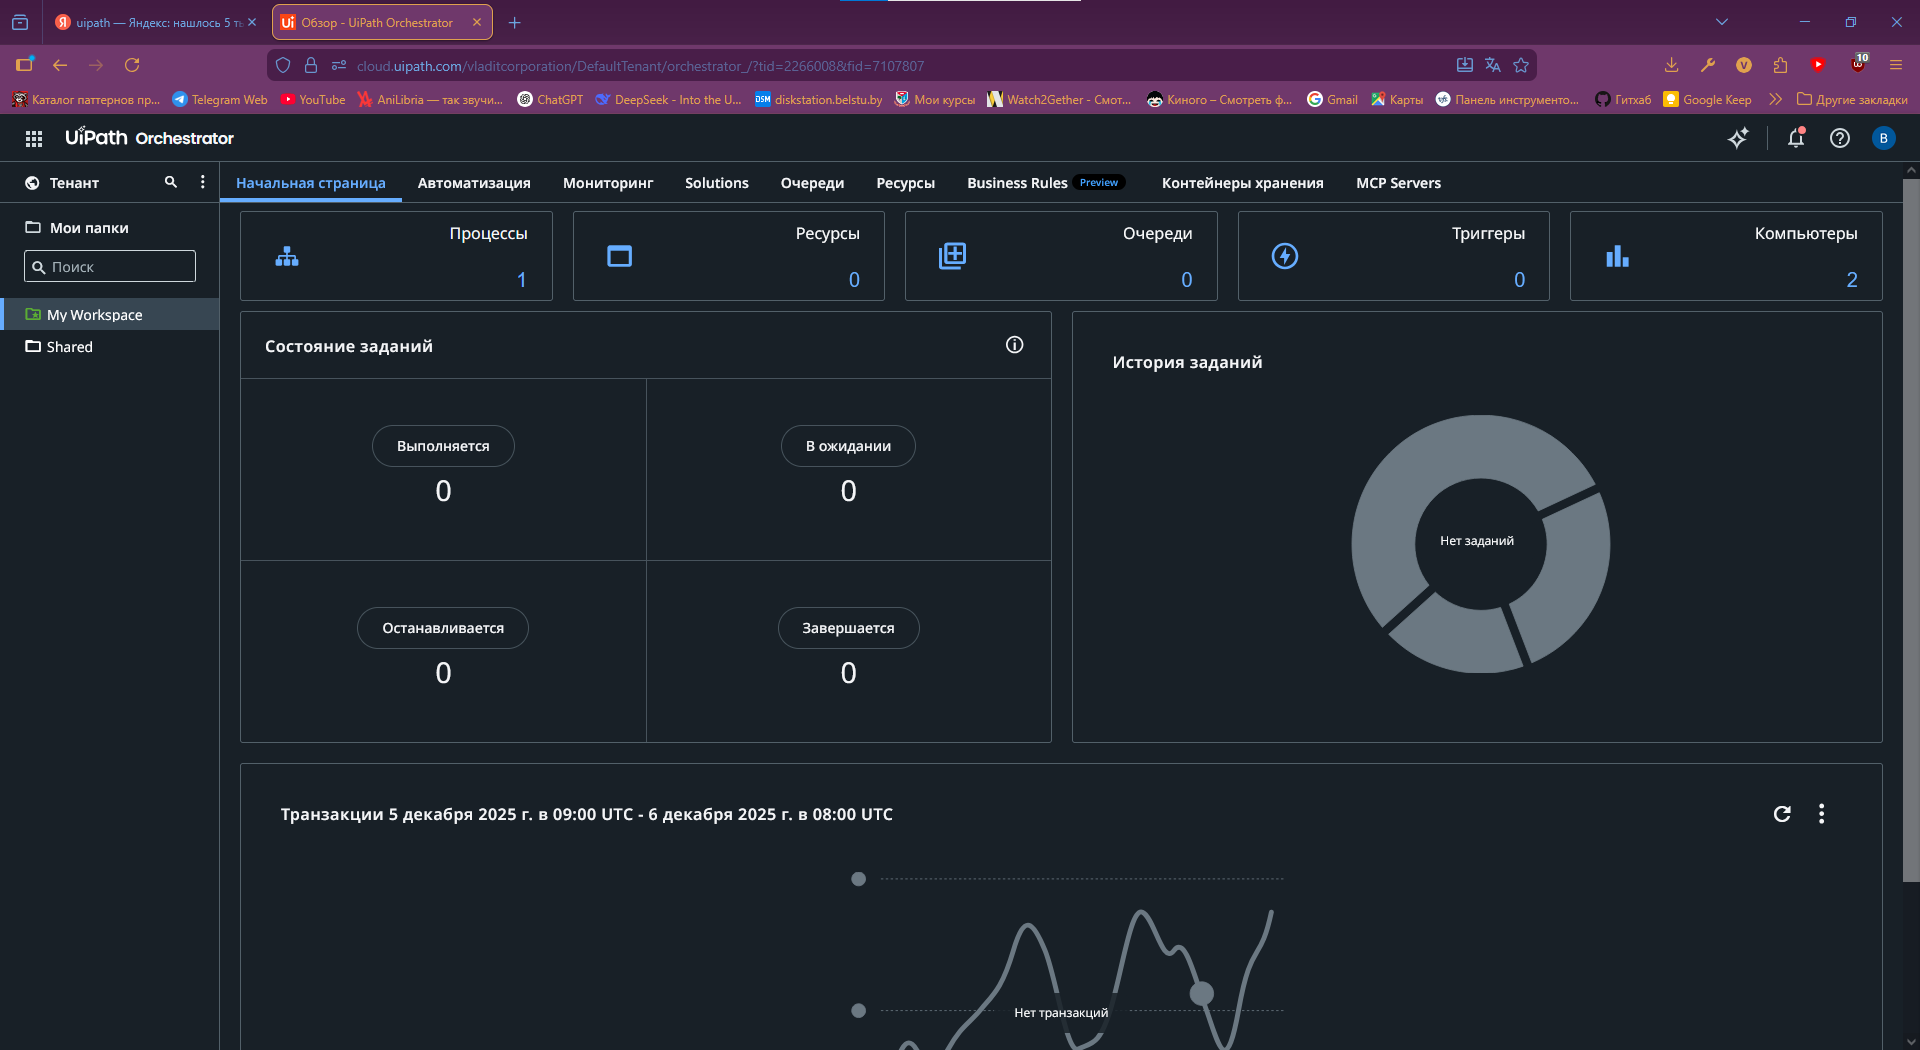 uipath — Яндекс: нашлось 5 ть
Обзор - UiPath Orchestrator
cloud.uipath.com/vladitcorporation/DefaultTenant/orchestrator_/?tid=2266008&fid=7107807
10
Каталог паттернов пр...
Telegram Web
YouTube
AniLibria — так звучи...
ChatGPT
DeepSeek - Into the U...
DSM
diskstation.belstu.by
Мои курсы
Watch2Gether - Смот...
Киного – Смотреть ф...
Gmail
Карты
Панель инструменто...
Гитхаб
Google Keep
Другие закладки
UiPath Orchestrator
B
Тенант
Начальная страница
Автоматизация
Мониторинг
Solutions
Очереди
Ресурсы
Business Rules Preview
Контейнеры хранения
MCP Servers
Мои папки
Поиск
My Workspace
Shared
Процессы
1
Ресурсы
0
Очереди
0
Триггеры
0
Компьютеры
2
Состояние заданий
Выполняется
0
В ожидании
0
Останавливается
0
Завершается
0
История заданий
Нет заданий
Транзакции 5 декабря 2025 г. в 09:00 UTC - 6 декабря 2025 г. в 08:00 UTC
Нет транзакций